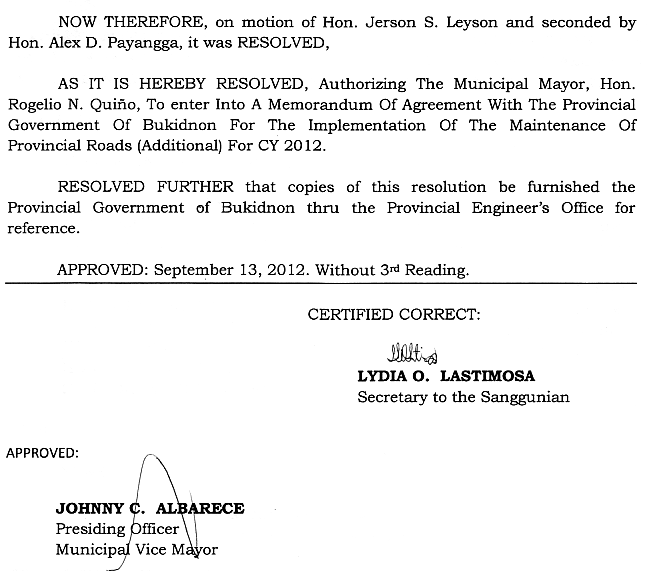 NOW THEREFORE, on motion of Hon. Jerson S. Leyson and seconded by
Hon. Alex D. Payangga, it was RESOLVED,
AS IT IS HEREBY RESOLVED, Authorizing The Municipal Mayor, Hon.
Rogelio N. Quiño, To enter Into A Memorandum Of Agreement With The Provincial
Government Of Bukidnon For The Implementation Of The Maintenance Of
Provincial Roads (Additional) For CY 2012.
RESOLVED FURTHER that copies of this resolution be furnished the
Provincial Government of Bukidnon thru the Provincial Engineer's Office for
reference.
APPROVED: September 13, 2012. Without 3rd Reading.
CERTIFIED CORRECT:
LYDIA O. LASTIMOSA
Secretary to the Sanggunian
APPROVED:
JOHNNY C. ALBARECE
Presiding Officer
Municipal Vice Mayor